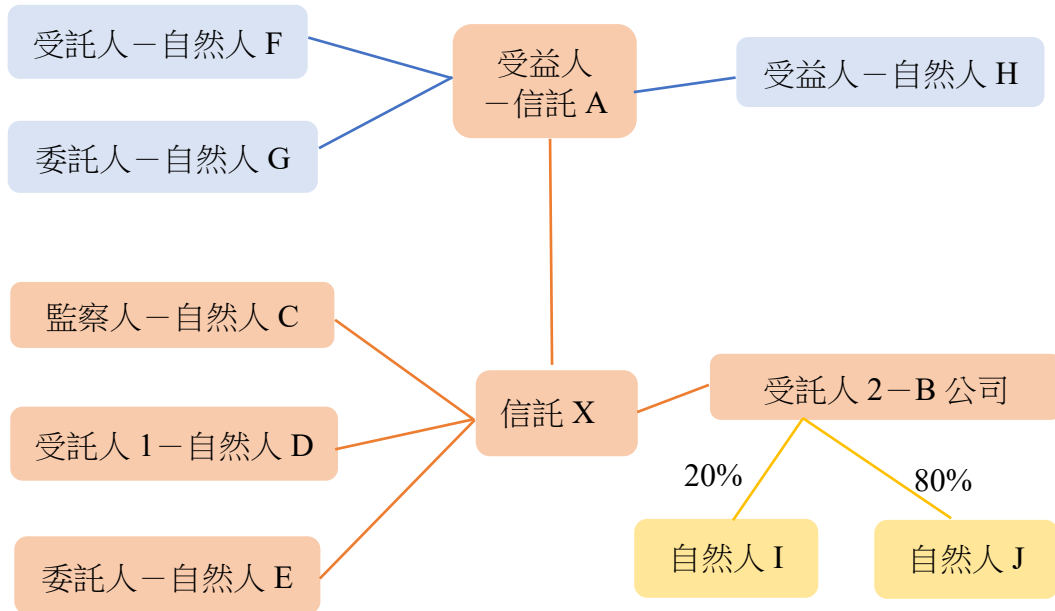 受託人－自然人 F
受益人
－信託 A
受益人－自然人 H
委託人－自然人 G
監察人－自然人 C
受託人 1－自然人 D
信託 X
受託人 2－B 公司
20%
80%
委託人－自然人 E
自然人 I
自然人 J